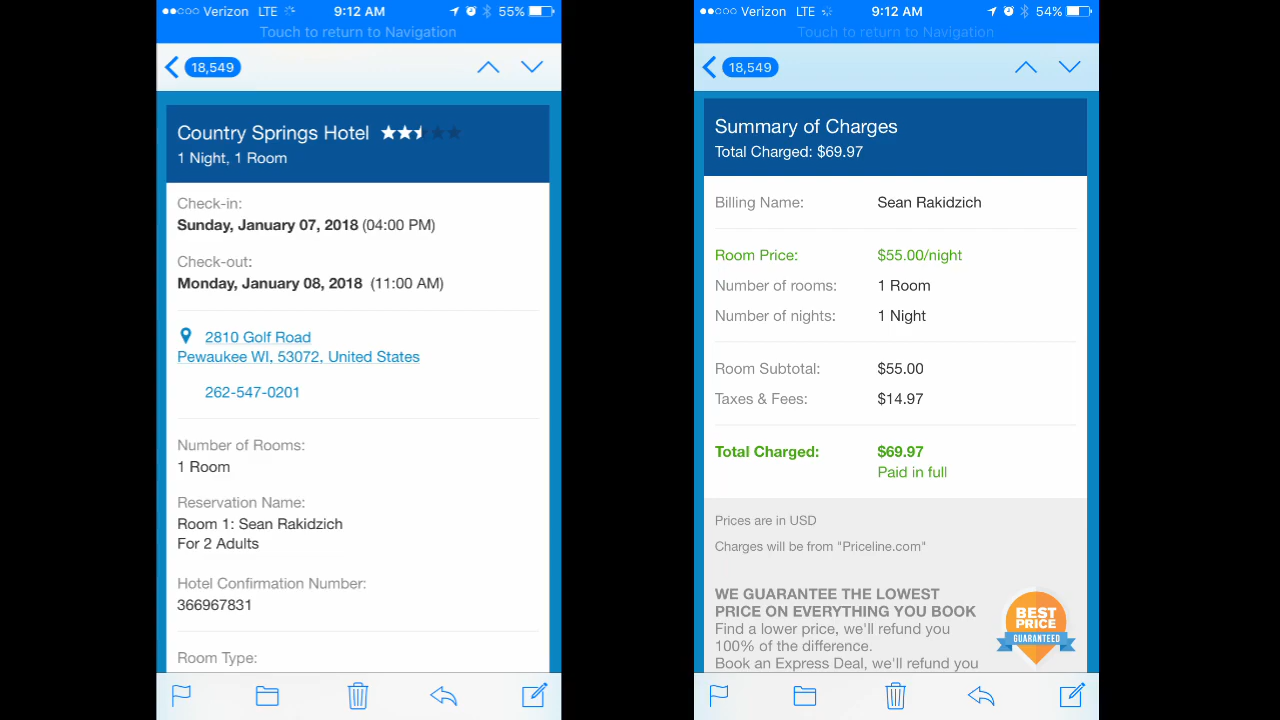 Verizon LTE 9:12 AM 55%
Touch to return to Navigation
18,549
Country Springs Hotel
1 Night, 1 Room
Check-in:
Sunday, January 07, 2018 (04:00 PM)
Check-out:
Monday, January 08, 2018 (11:00 AM)
2810 Golf Road
Pewaukee WI, 53072, United States
262-547-0201
Number of Rooms:
1 Room
Reservation Name:
Room 1: Sean Rakidzich
For 2 Adults
Hotel Confirmation Number:
366967831
Room Type:
Verizon LTE 9:12 AM 54%
Touch to return to Navigation
18,549
Summary of Charges
Total Charged: $69.97
Billing Name: Sean Rakidzich
Room Price: $55.00/night
Number of rooms: 1 Room
Number of nights: 1 Night
Room Subtotal: $55.00
Taxes & Fees: $14.97
Total Charged: $69.97
Paid in full
Prices are in USD
Charges will be from "Priceline.com"
WE GUARANTEE THE LOWEST
PRICE ON EVERYTHING YOU BOOK
Find a lower price, we'll refund you
100% of the difference.
Book an Express Deal, we'll refund you
BEST
PRICE
GUARANTEED